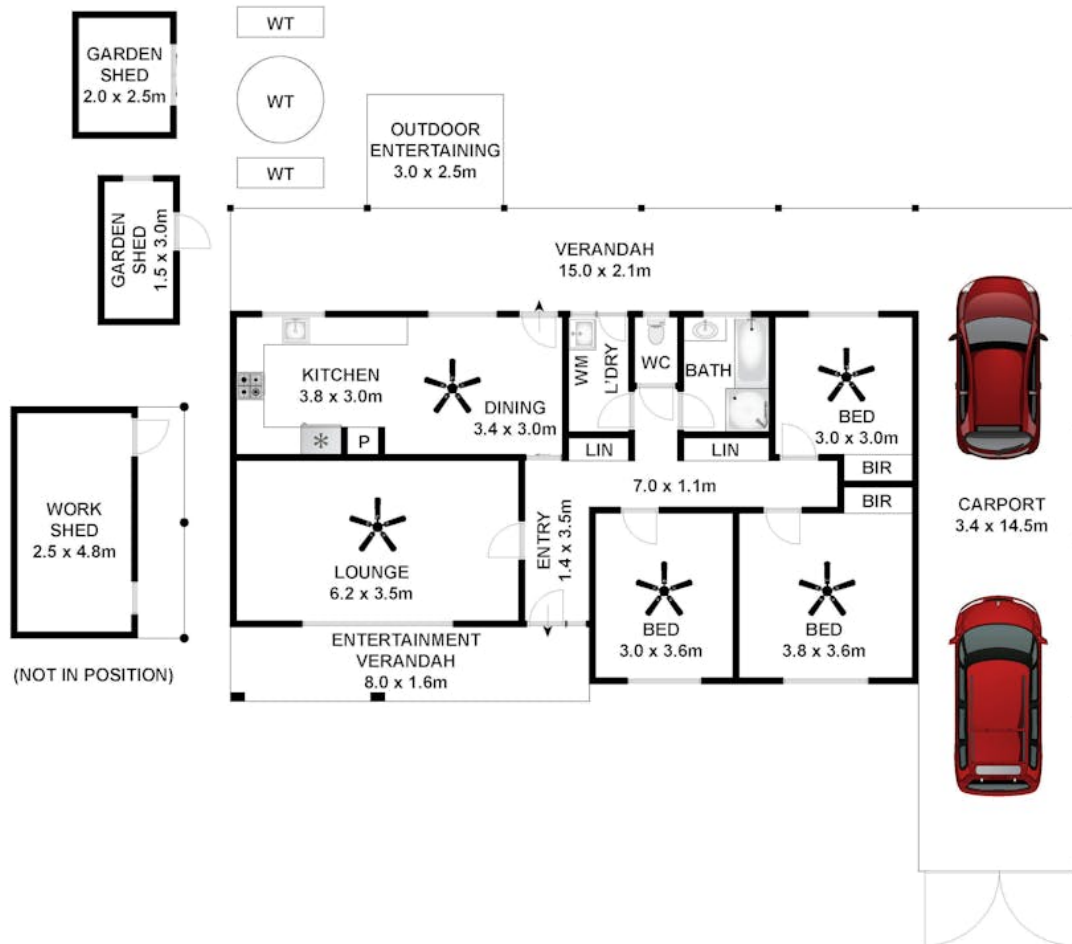 WT
GARDEN
SHED
2.0 x 2.5m
WT
OUTDOOR
ENTERTAINING
3.0 x 2.5m
WT
GARDEN
SHED
1.5 x 3.0m
VERANDAH
15.0 x 2.1m
KITCHEN
3.8 x 3.0m
DINING
3.4 x 3.0m
P
WM
L'DRY
WC
BATH
BED
3.0 x 3.0m
LIN
LIN
BIR
BIR
7.0 x 1.1m
CARPORT
3.4 x 14.5m
WORK
SHED
2.5 x 4.8m
LOUNGE
6.2 x 3.5m
ENTRY
1.4 x 3.5m
BED
3.0 x 3.6m
BED
3.8 x 3.6m
ENTERTAINMENT
VERANDAH
8.0 x 1.6m
(NOT IN POSITION)